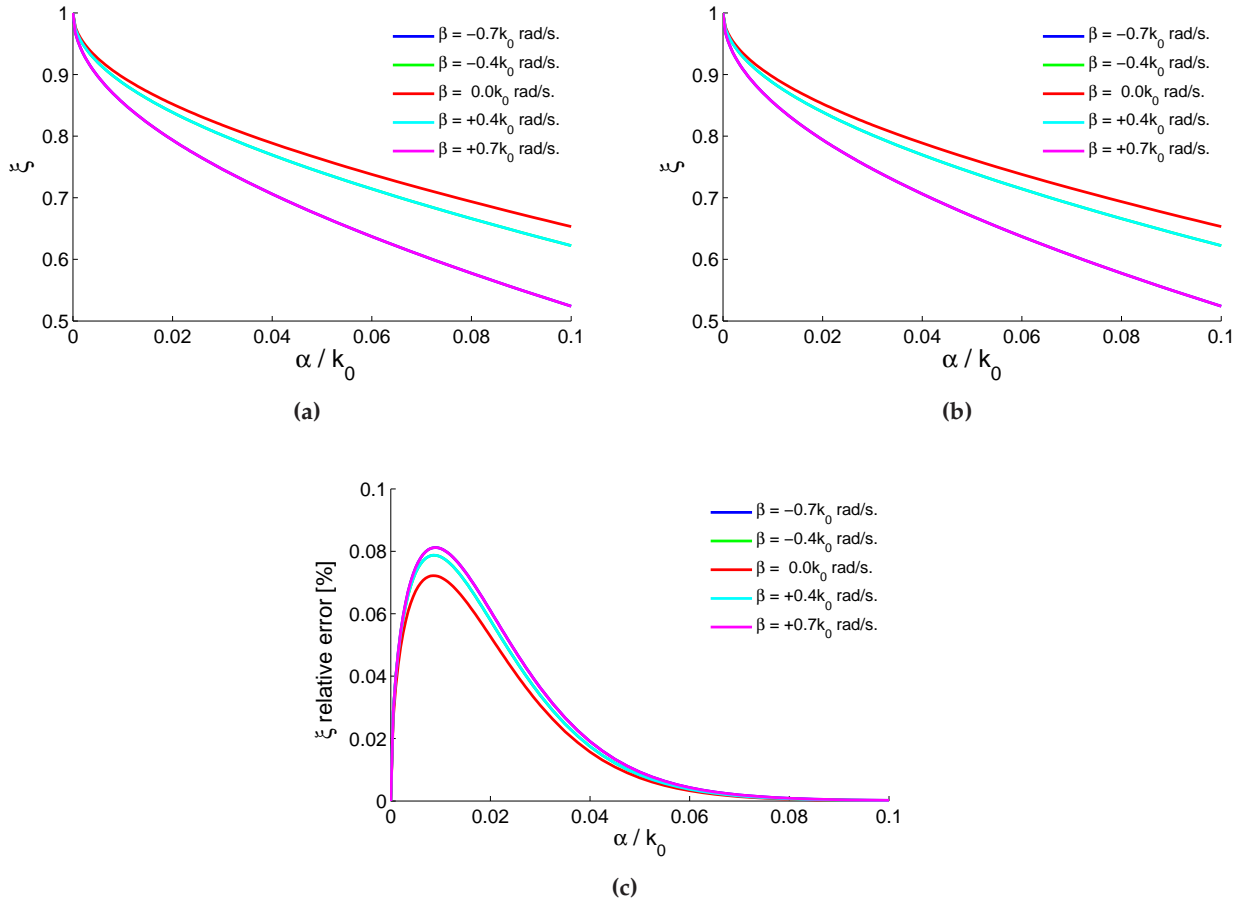 1
0.9
0.8
0.7
0.6
0.5
ξ
0 0.02 0.04 0.06 0.08 0.1
α / k0
β = −0.7k0 rad/s.
β = −0.4k0 rad/s.
β = 0.0k0 rad/s.
β = +0.4k0 rad/s.
β = +0.7k0 rad/s.
(a)
1
0.9
0.8
0.7
0.6
0.5
ξ
0 0.02 0.04 0.06 0.08 0.1
α / k0
β = −0.7k0 rad/s.
β = −0.4k0 rad/s.
β = 0.0k0 rad/s.
β = +0.4k0 rad/s.
β = +0.7k0 rad/s.
(b)
0.1
0.08
0.06
0.04
0.02
0
ξ relative error [%]
0 0.02 0.04 0.06 0.08 0.1
α / k0
β = −0.7k0 rad/s.
β = −0.4k0 rad/s.
β = 0.0k0 rad/s.
β = +0.4k0 rad/s.
β = +0.7k0 rad/s.
(c)